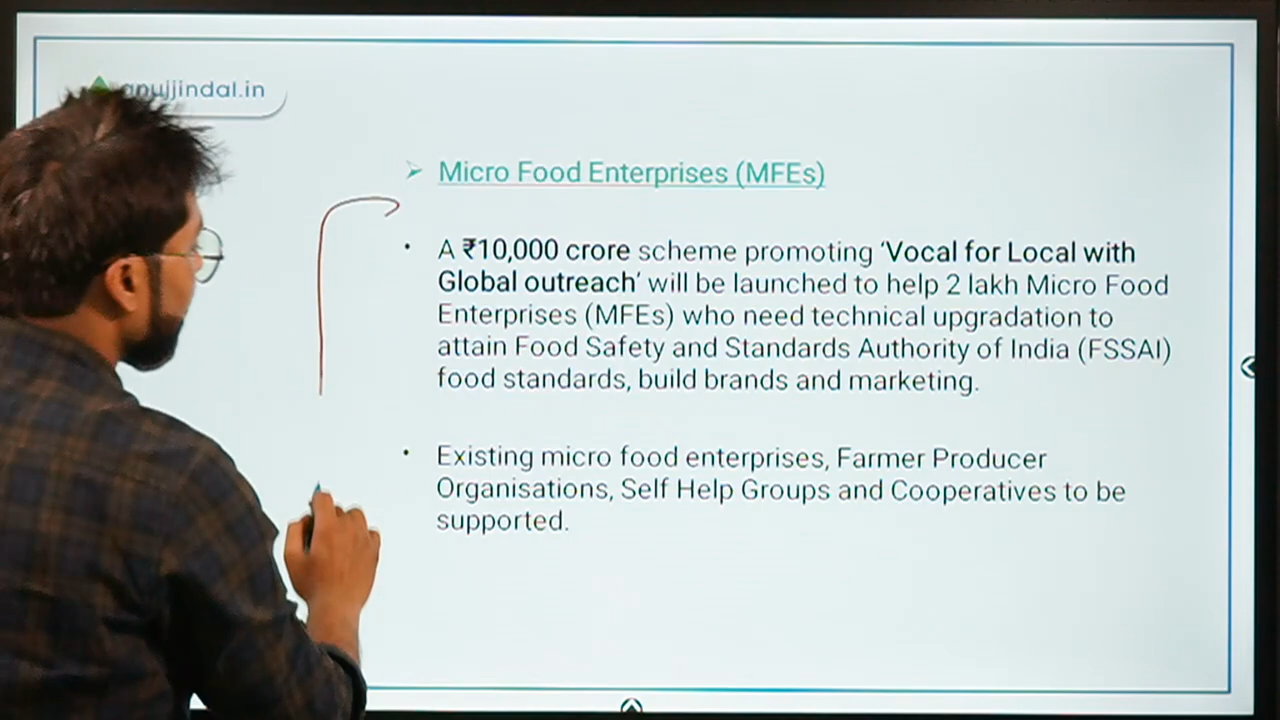 anujjindal.in
Micro Food Enterprises (MFEs)
A ₹10,000 crore scheme promoting ‘Vocal for Local with
Global outreach’ will be launched to help 2 lakh Micro Food
Enterprises (MFEs) who need technical upgradation to
attain Food Safety and Standards Authority of India (FSSAI)
food standards, build brands and marketing.
Existing micro food enterprises, Farmer Producer
Organisations, Self Help Groups and Cooperatives to be
supported.